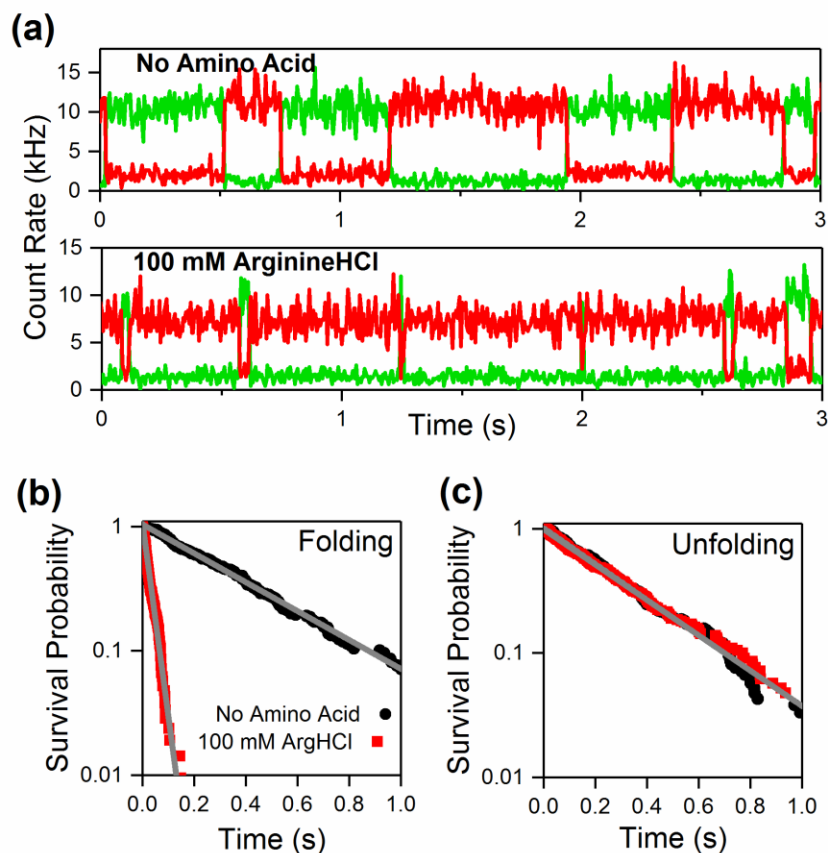 (a)
No Amino Acid
15
10
5
0
0 1 2 3
100 mM ArginineHCl
15
10
5
0
0 1 2 3
Count Rate (kHz)
Time (s)
(b)
Folding
1
0.1
0.01
No Amino Acid
100 mM ArgHCl
0.0 0.2 0.4 0.6 0.8 1.0
Survival Probability
Time (s)
(c)
Unfolding
1
0.1
0.01
0.0 0.2 0.4 0.6 0.8 1.0
Survival Probability
Time (s)